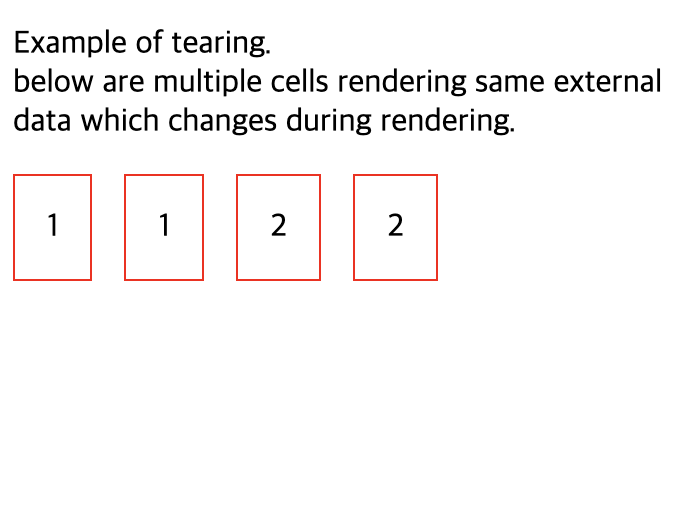 Example of tearing.
below are multiple cells rendering same external
data which changes during rendering.
1 1 2 2